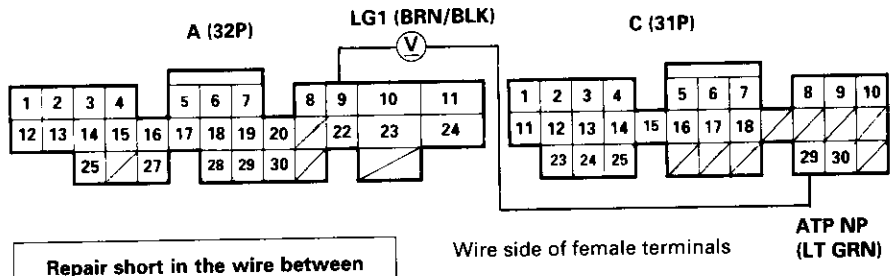 A (32P) LG1 (BRN/BLK) C (31P)
V
1 2 3 4 5 6 7 8 9 10 11
12 13 14 15 16 17 18 19 20 22 23 24
25 27 28 29 30
1 2 3 4 5 6 7 8 9 10
11 12 13 14 15 16 17 18
23 24 25 29 30
Wire side of female terminals
ATP NP
(LT GRN)
Repair short in the wire between